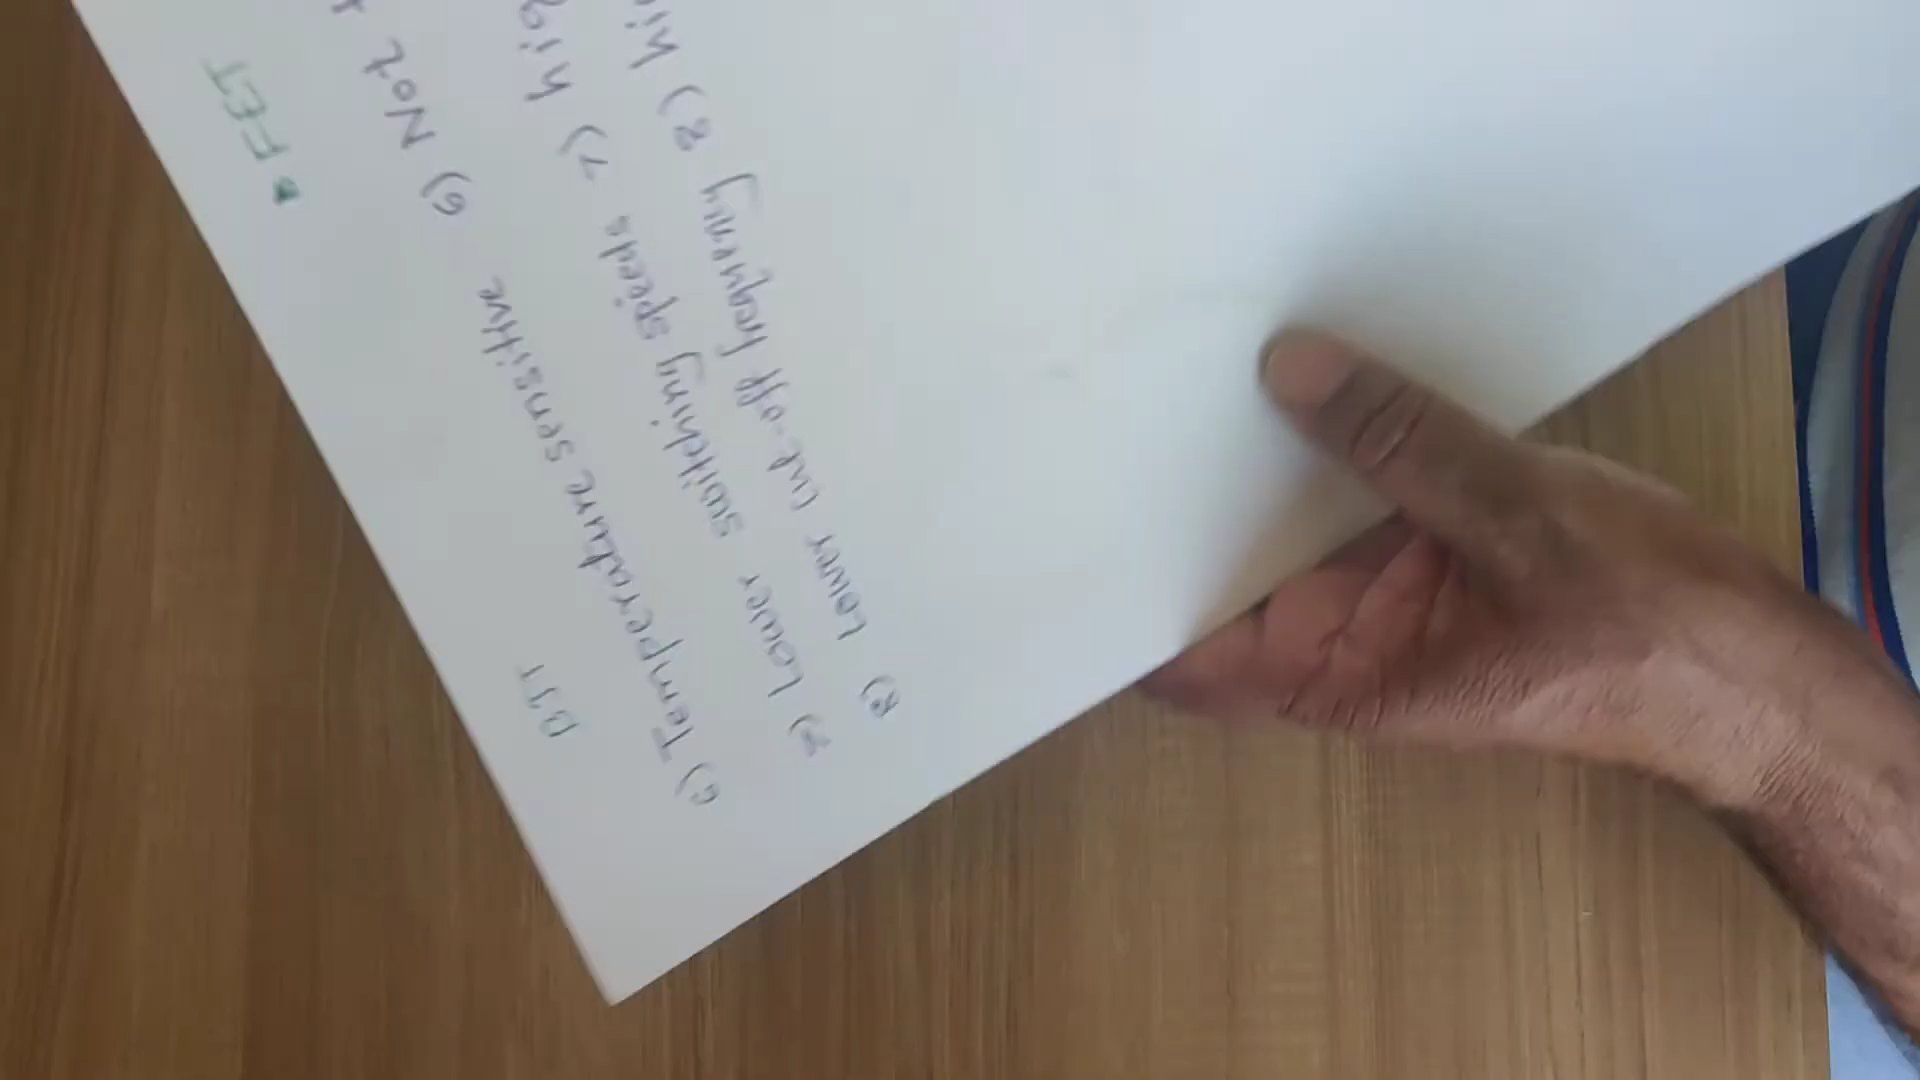 BJT
• FET
6) Temperature sensitive
6) Not
7) Lower switching speeds
7) hig
8) Lower cut-off frequency
8) hi